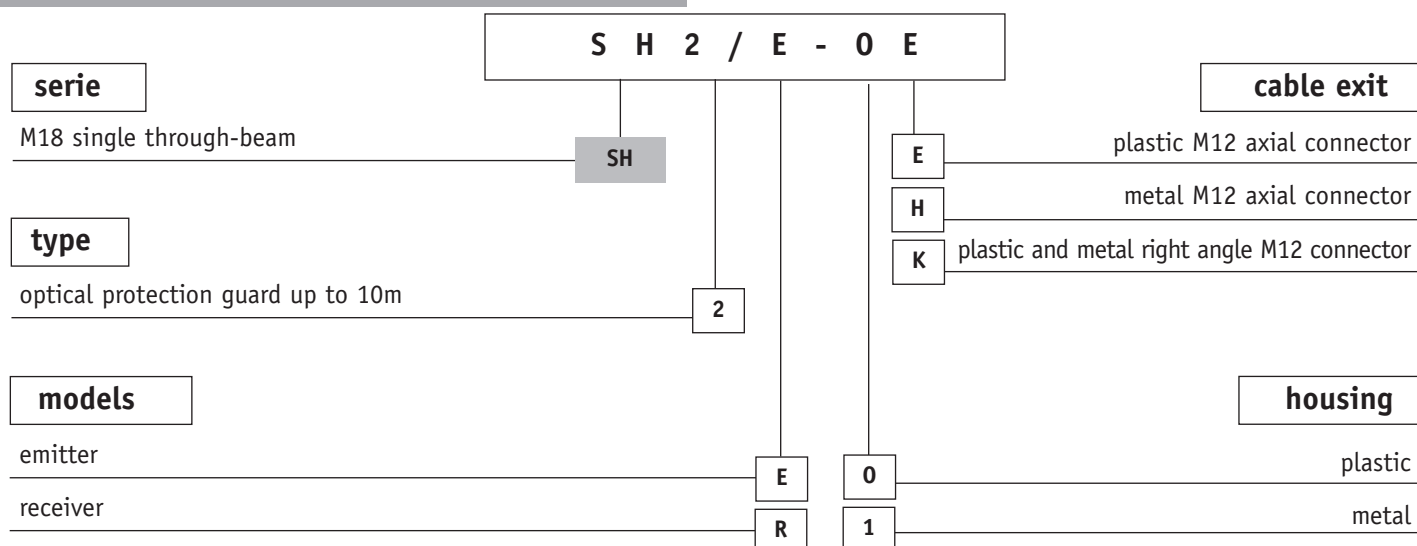 S H 2 / E - 0 E
serie
M18 single through-beam
SH
type
optical protection guard up to 10m
2
models
emitter
E
receiver
R
cable exit
E
plastic M12 axial connector
H
metal M12 axial connector
K
plastic and metal right angle M12 connector
housing
0
plastic
1
metal